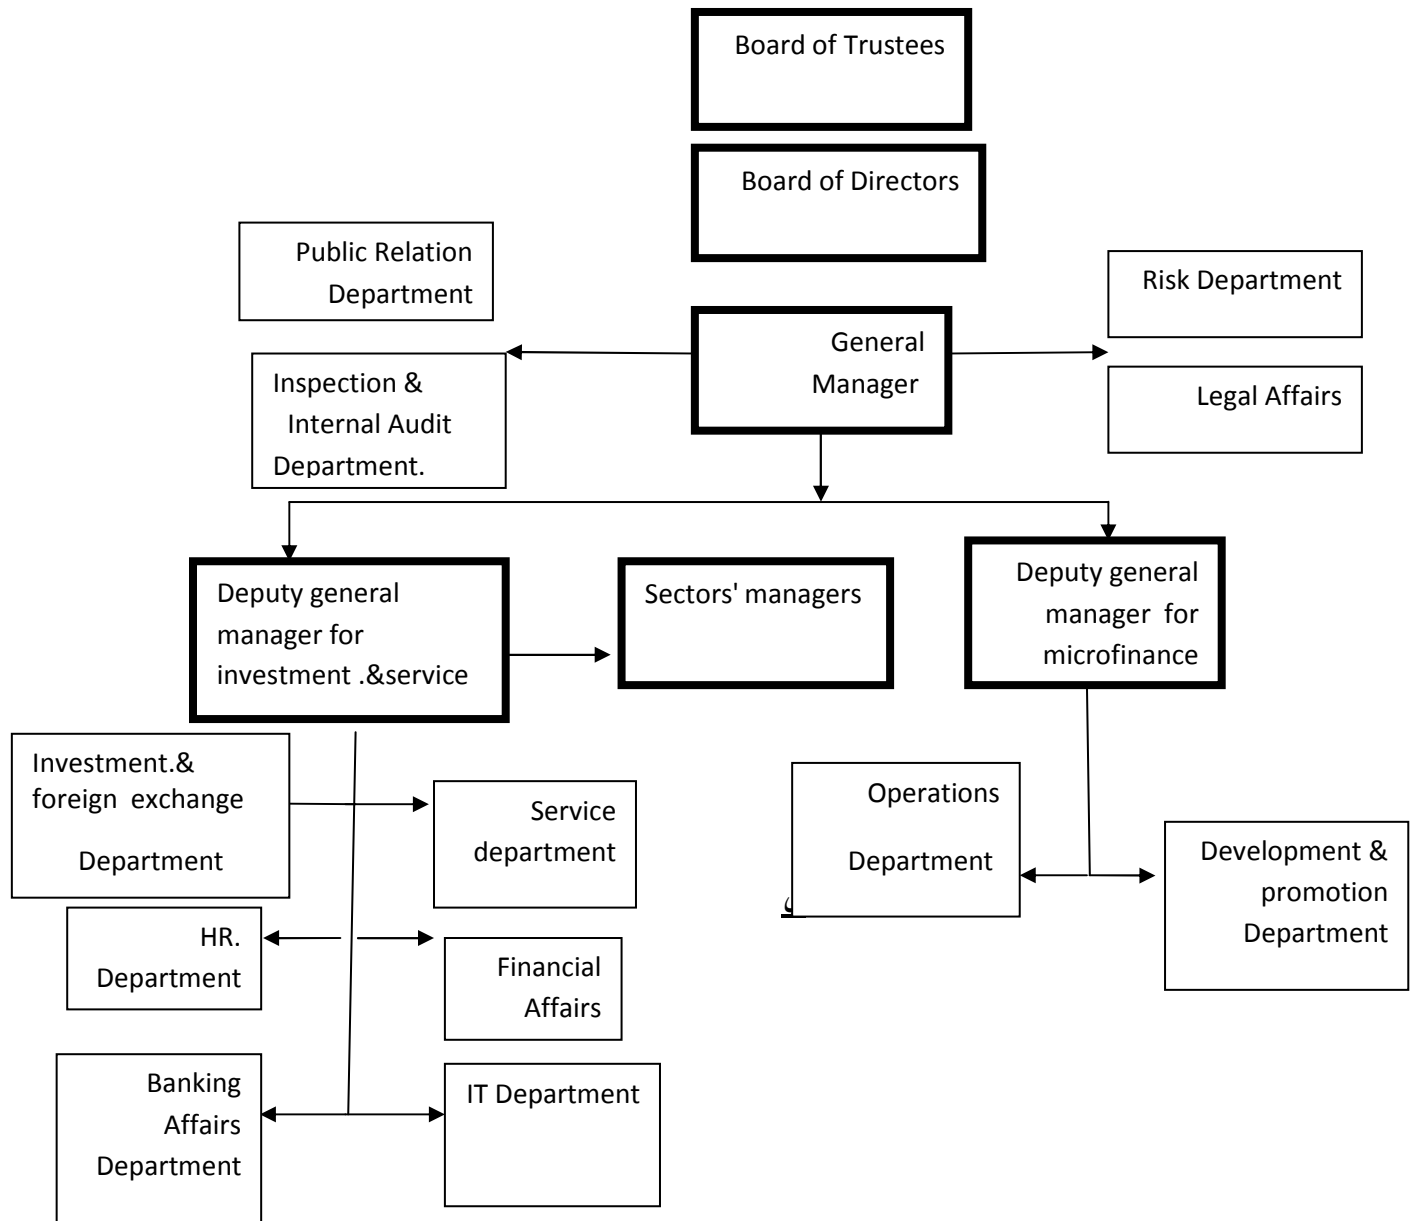 Board of Trustees
Board of Directors
Public Relation
Department
Risk Department
General
Manager
Inspection &
Internal Audit
Department.
Legal Affairs
Deputy general
manager for
investment .&service
Sectors' managers
Deputy general
manager for
microfinance
Investment.&
foreign exchange
Department
Service
department
Operations
Department
Development &
promotion
Department
HR.
Department
Financial
Affairs
Banking
Affairs
Department
IT Department